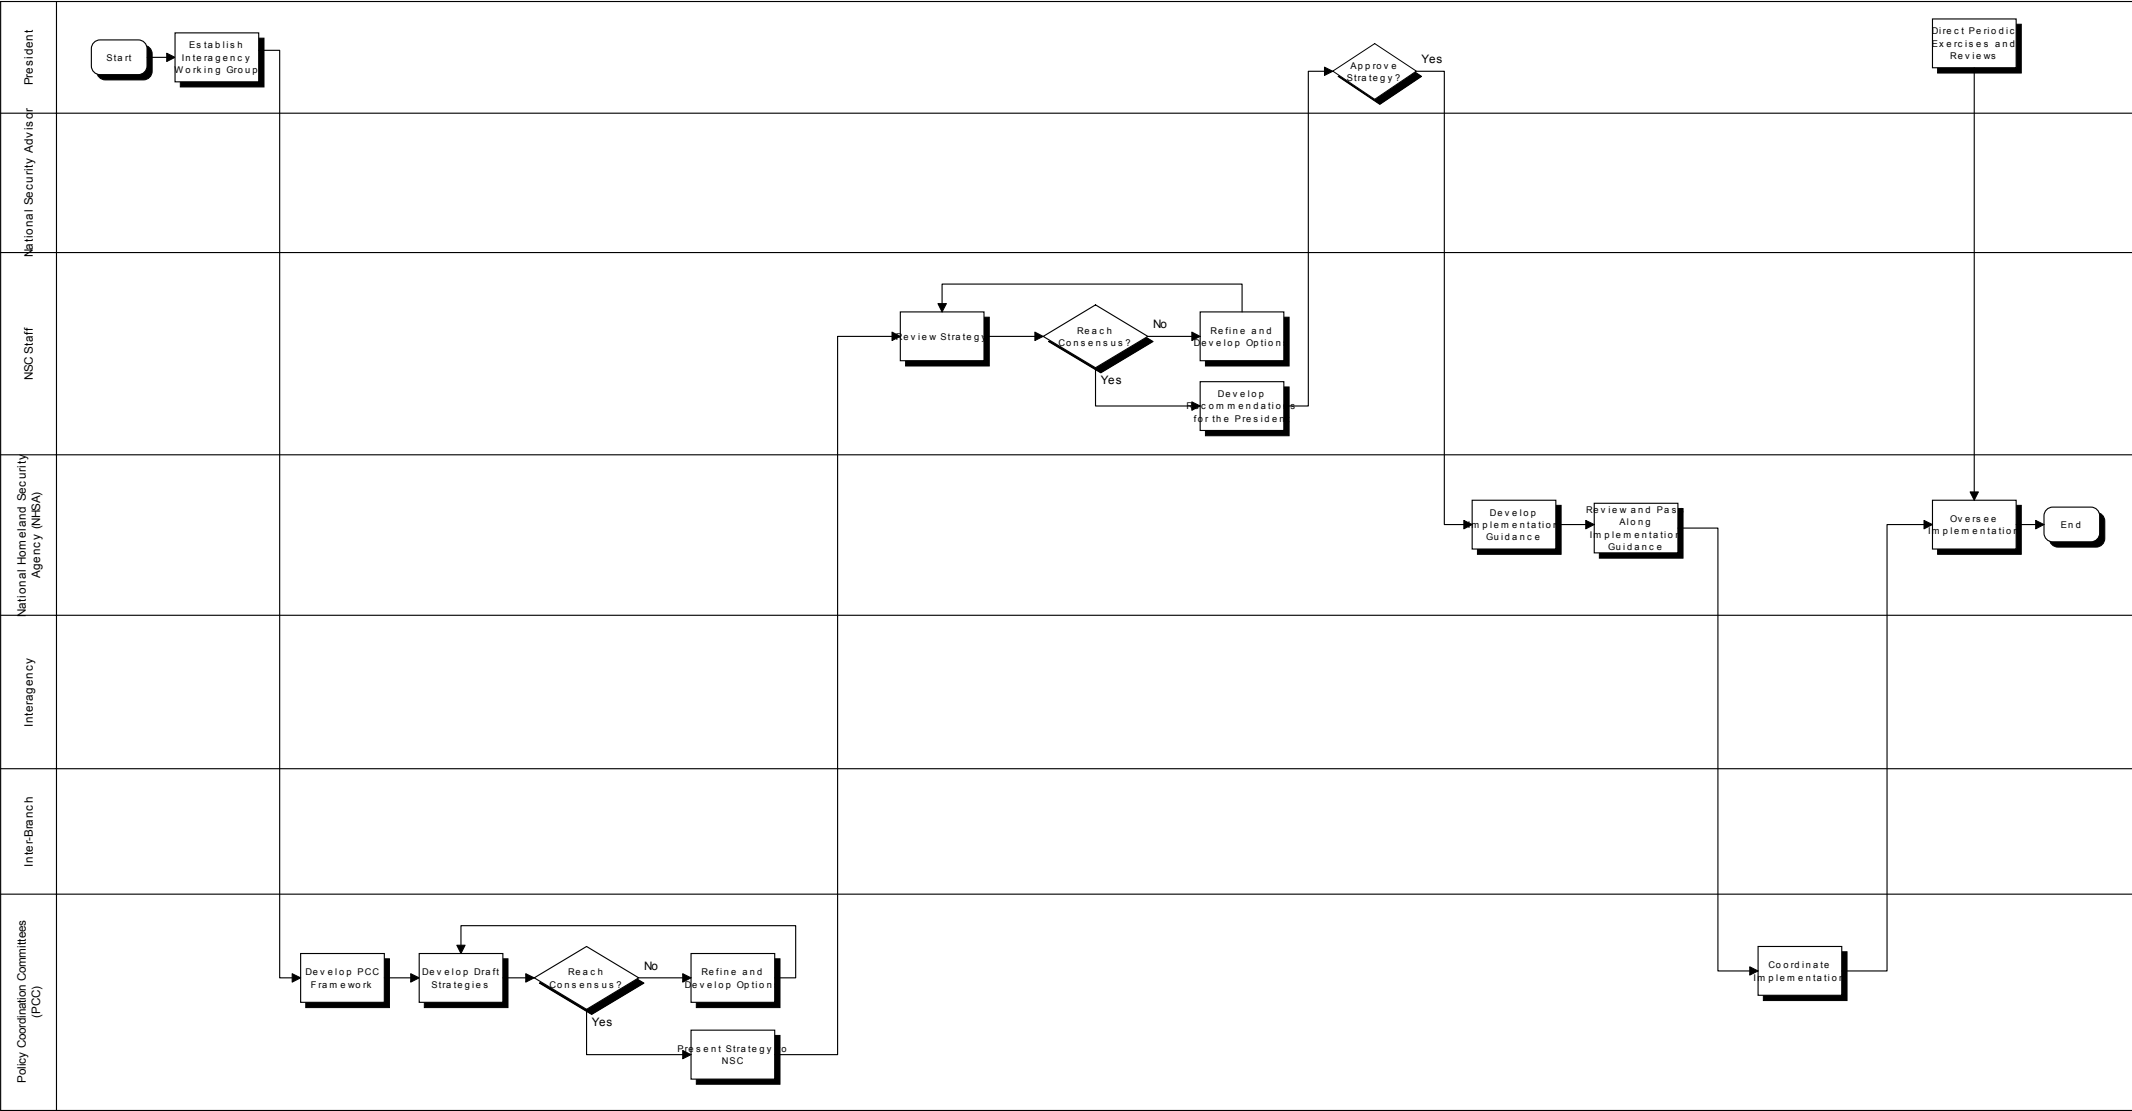 President
Start
Establish
Interagency
Working Group
Approve
Strategy?
Yes
Direct Periodic
Exercises and
Reviews
National Security Advisor
NSC Staff
Review Strategy
Reach
Consensus?
No
Yes
Refine and
Develop Option
Develop
Recommendations
for the President
National Homeland Security
Agency (NHSA)
Develop
Implementation
Guidance
Review and Pass
Along
Implementation
Guidance
Oversee
Implementation
End
Interagency
Inter-Branch
Policy Coordination Committees
(PCC)
Develop PCC
Framework
Develop Draft
Strategies
Reach
Consensus?
No
Yes
Refine and
Develop Option
Present Strategy to
NSC
Coordinate
Implementation